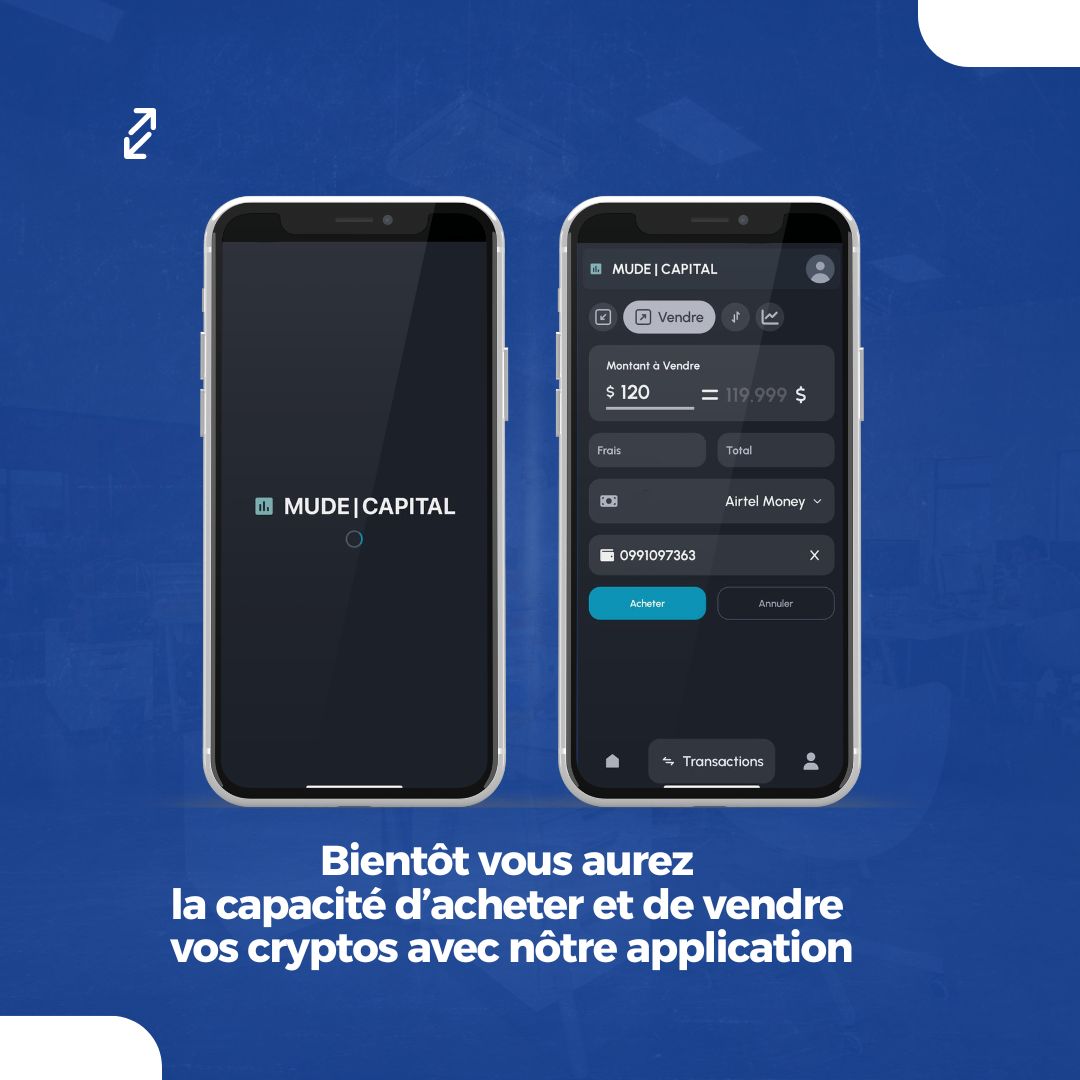 MUDE | CAPITAL
MUDE | CAPITAL
Vendre
Montant à Vendre
$ 120 = 119.999 $
Frais Total
Airtel Money
0991097363 X
Acheter Annuler
Transactions
Bientôt vous aurez
la capacité d’acheter et de vendre
vos cryptos avec nôtre application